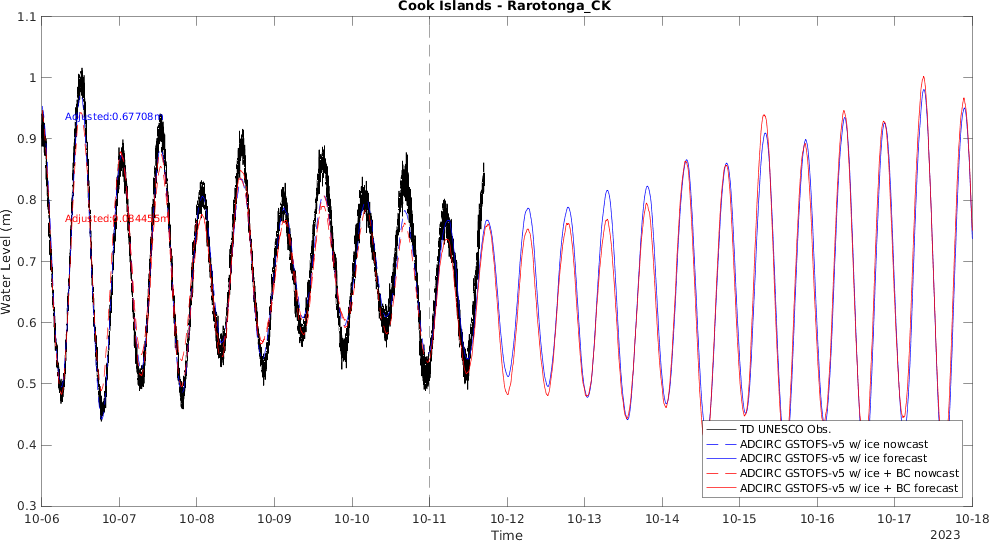 Cook Islands - Rarotonga_CK
1.1
1
0.9
0.8
0.7
0.6
0.5
0.4
0.3
Water Level (m)
Adjusted:0.67708m
TD UNESCO Obs.
ADCIRC GSTOFS-v5 w/ ice nowcast
ADCIRC GSTOFS-v5 w/ ice forecast
ADCIRC GSTOFS-v5 w/ ice + BC nowcast
ADCIRC GSTOFS-v5 w/ ice + BC forecast
10-06 10-07 10-08 10-09 10-10 10-11 10-12 10-13 10-14 10-15 10-16 10-17 10-18
Time
2023